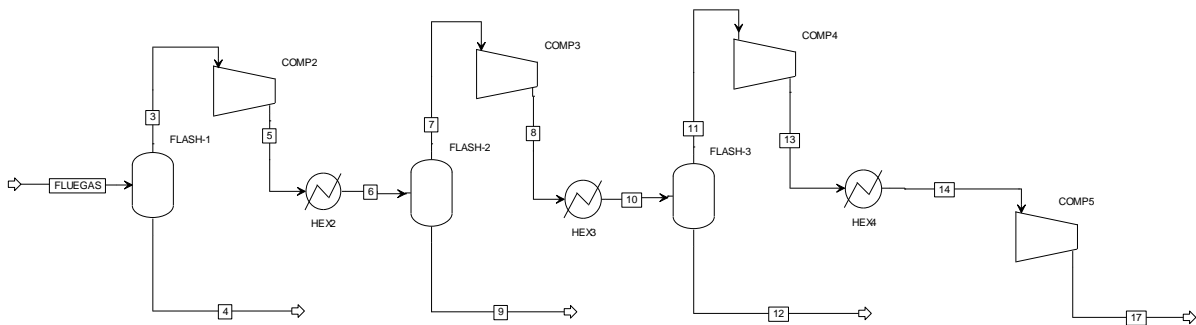 COMP4
COMP3
COMP2
3
5
FLASH-1
7
8
FLASH-2
11
13
FLASH-3
FLUEGAS
6
HEX2
10
HEX3
14
HEX4
COMP5
4
9
12
17